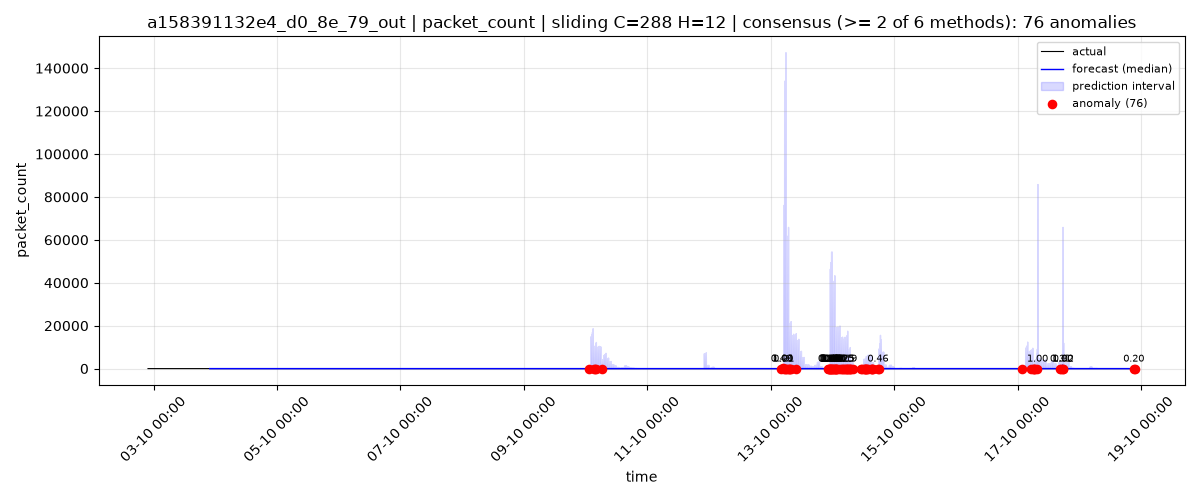 a158391132e4_d0_8e_79_out | packet_count | sliding C=288 H=12 | consensus (>= 2 of 6 methods): 76 anomalies
actual
forecast (median)
prediction interval
anomaly (76)
packet_count
140000
120000
100000
80000
60000
40000
20000
0
0.46
1.00
0.20
03-10 00:00
05-10 00:00
07-10 00:00
09-10 00:00
11-10 00:00
13-10 00:00
15-10 00:00
17-10 00:00
19-10 00:00
time